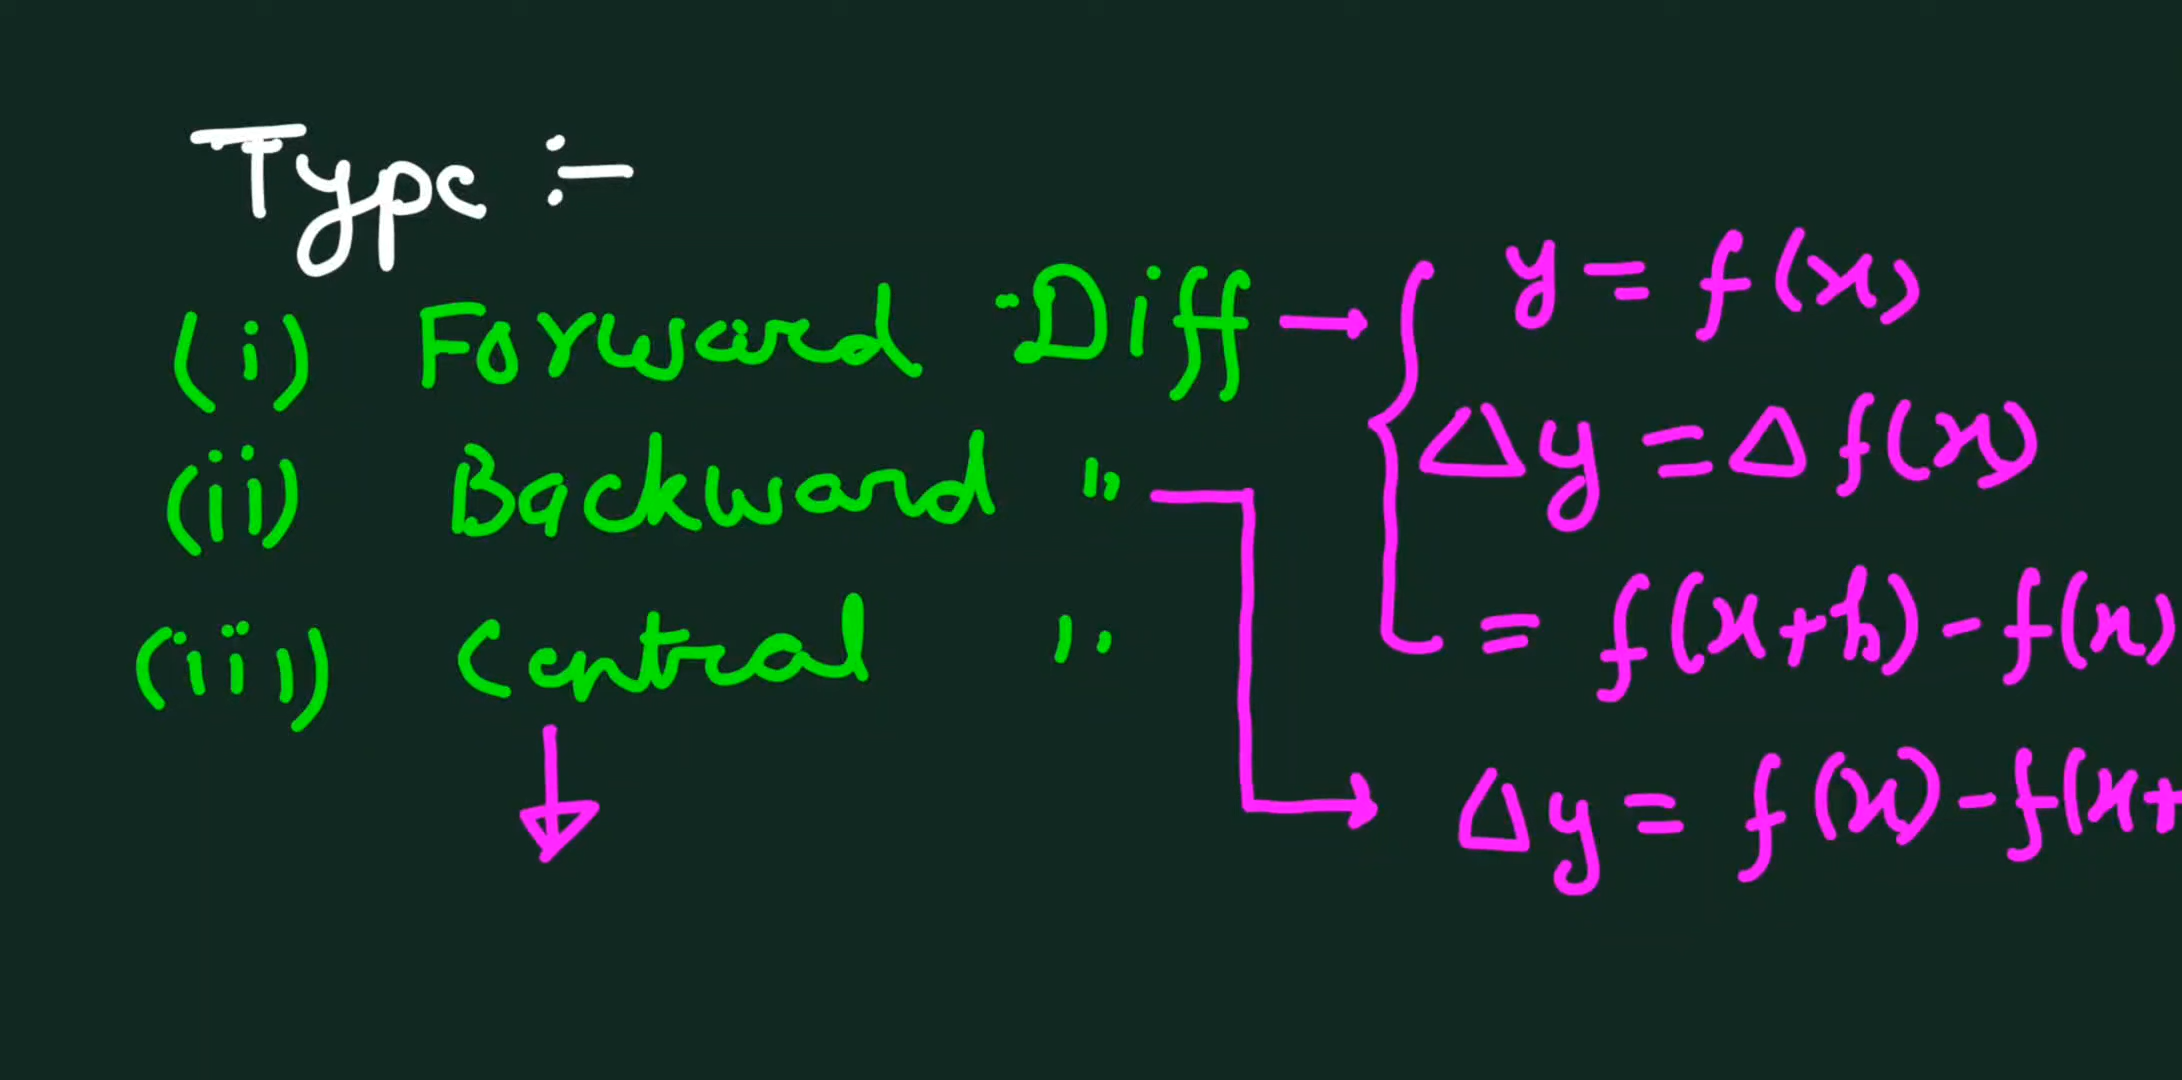 Type :-
(i) Forward Diff → { y = f(x)
Δy = Δf(x)
= f(x+h) - f(x)
(ii) Backward " → Δy = f(x) - f(x+
(iii) Central "